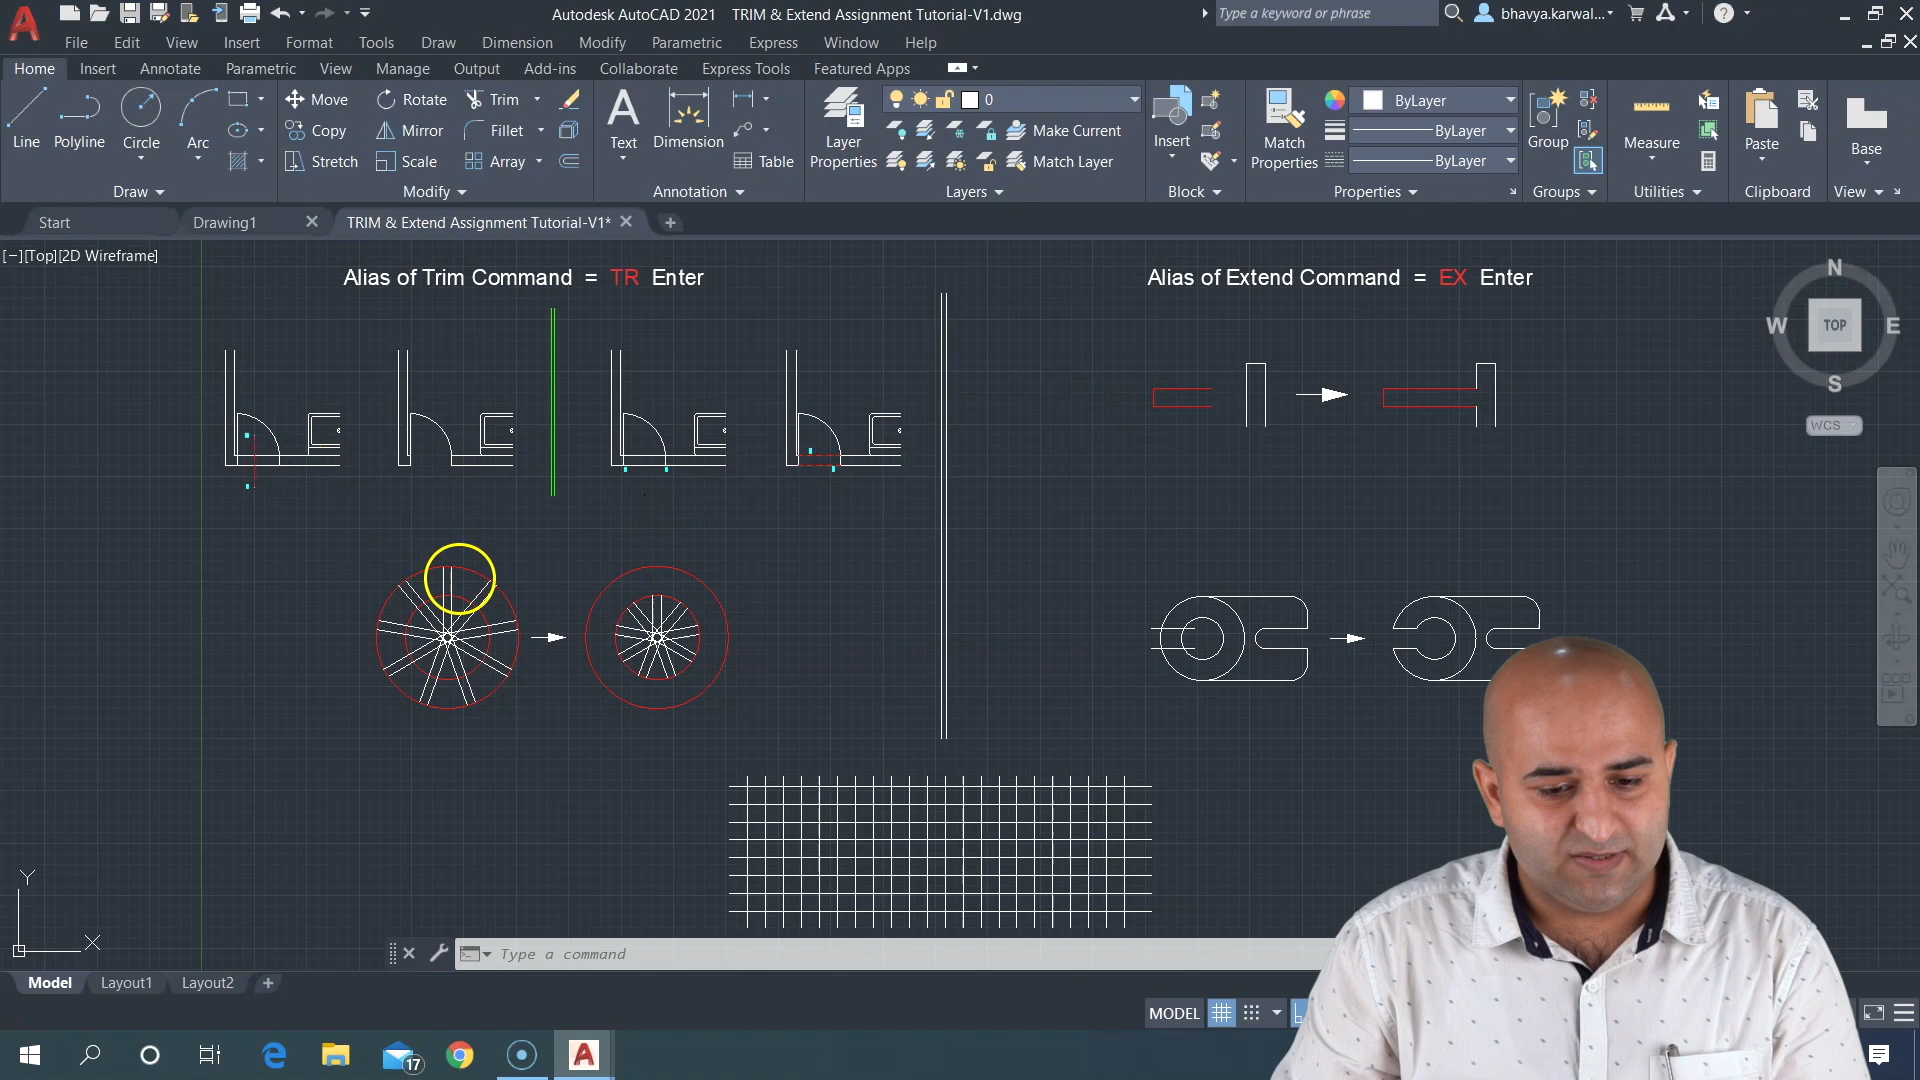 Autodesk AutoCAD 2021 TRIM & Extend Assignment Tutorial-V1.dwg
Type a keyword or phrase
bhavya.karwal...
File Edit View Insert Format Tools Draw Dimension Modify Parametric Express Window Help
Home Insert Annotate Parametric View Manage Output Add-ins Collaborate Express Tools Featured Apps
Line Polyline Circle Arc
Move Rotate Trim
Copy Mirror Fillet
Stretch Scale Array
Text Dimension Table
Layer Properties
0
Make Current
Match Layer
Insert
Match Properties
ByLayer
ByLayer
ByLayer
Group
Measure
Paste
Base
Draw Modify Annotation Layers Block Properties Groups Utilities Clipboard View
Start Drawing1 TRIM & Extend Assignment Tutorial-V1*
[−][Top][2D Wireframe]
Alias of Trim Command = TR Enter
Alias of Extend Command = EX Enter
N
W TOP E
S
WCS
Y
X
Type a command
Model Layout1 Layout2
MODEL
17